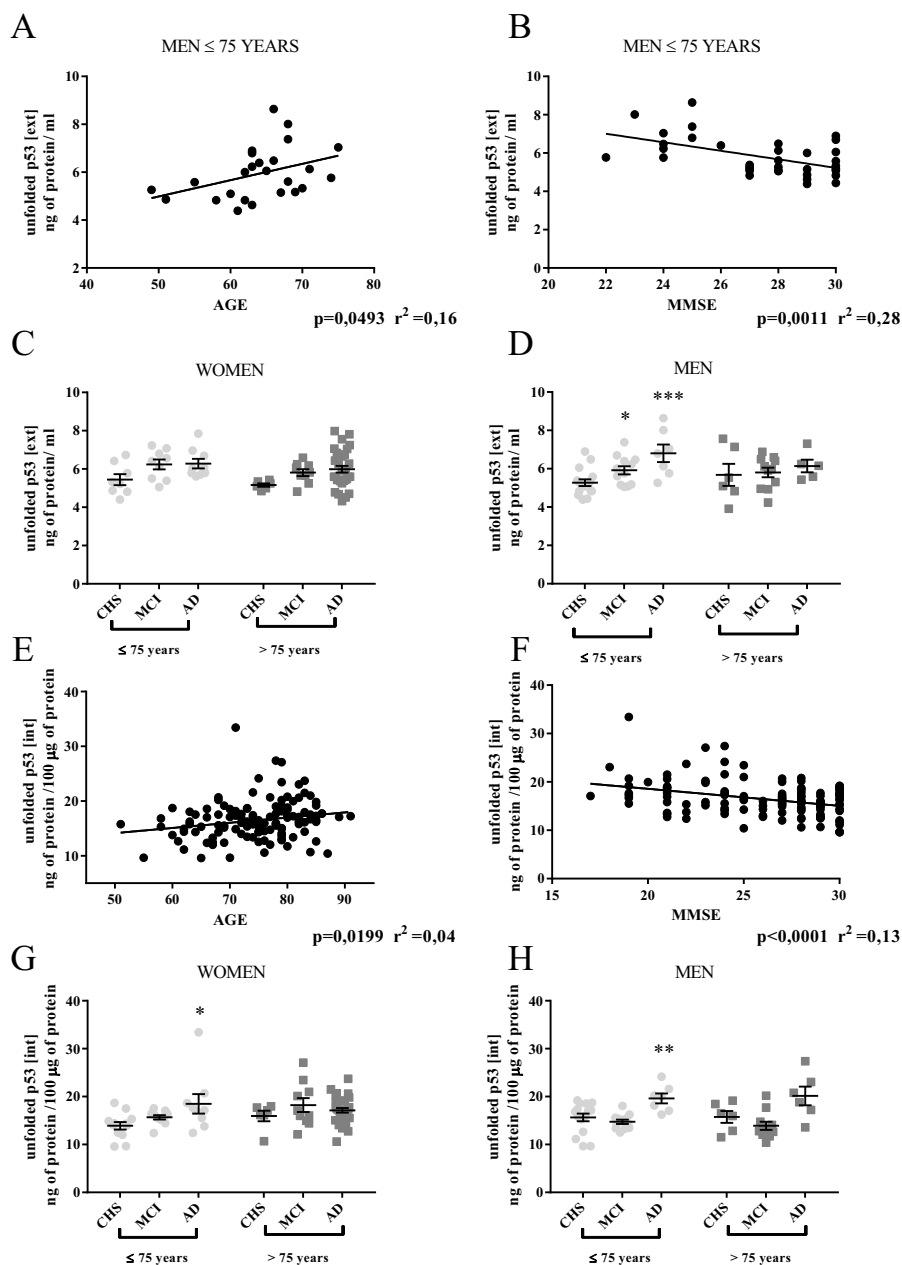 A
MEN ≤ 75 YEARS
unfolded p53 [ext]
ng of protein/ ml
10
8
6
4
2
40 50 60 70 80
AGE
p=0,0493 r² =0,16
B
MEN ≤ 75 YEARS
unfolded p53 [ext]
ng of protein/ ml
10
8
6
4
2
0
20 22 24 26 28 30
MMSE
p=0,0011 r² =0,28
C
WOMEN
unfolded p53 [ext]
ng of protein/ ml
10
8
6
4
2
0
CHS MCI AD CHS MCI AD
≤ 75 years > 75 years
D
MEN
unfolded p53 [ext]
ng of protein/ ml
10
8
6
4
2
0
* ***
CHS MCI AD CHS MCI AD
≤ 75 years > 75 years
E
unfolded p53 [int]
ng of protein /100 µg of protein
40
30
20
10
50 60 70 80 90
AGE
p=0,0199 r² =0,04
F
unfolded p53 [int]
ng of protein /100 µg of protein
40
30
20
10
0
15 20 25 30
MMSE
p<0,0001 r² =0,13
G
WOMEN
unfolded p53 [int]
ng of protein /100 µg of protein
40
30
20
10
0
*
CHS MCI AD CHS MCI AD
≤ 75 years > 75 years
H
MEN
unfolded p53 [int]
ng of protein /100 µg of protein
40
30
20
10
0
**
CHS MCI AD CHS MCI AD
≤ 75 years > 75 years